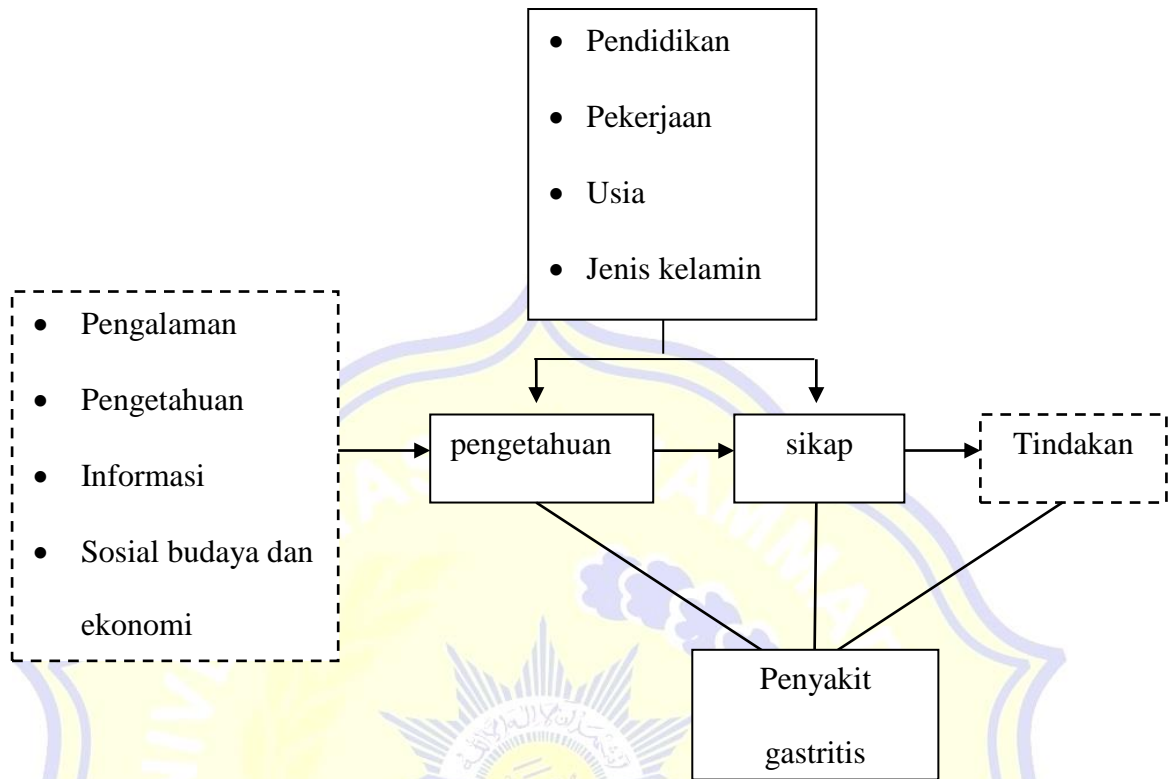 • Pendidikan
• Pekerjaan
• Usia
• Jenis kelamin
• Pengalaman
• Pengetahuan
• Informasi
• Sosial budaya dan
ekonomi
pengetahuan
sikap
Tindakan
Penyakit
gastritis